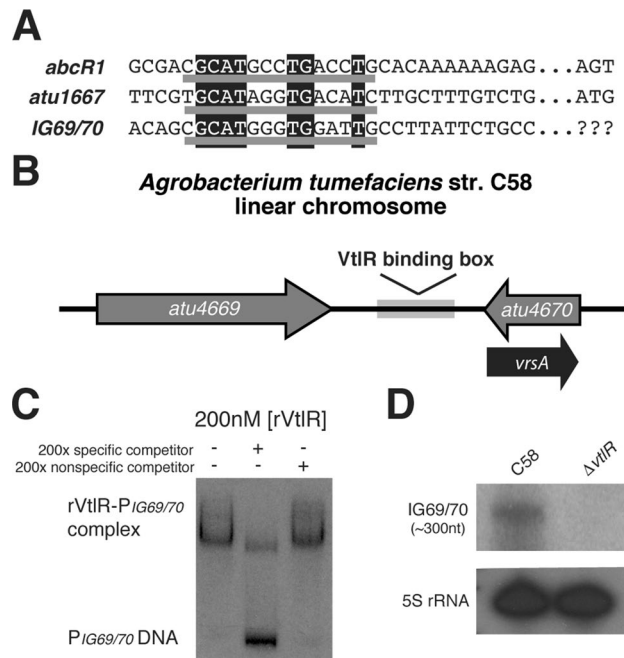 A
abcR1 GCGACGCATGCCTGACCTGCACAAAAAAGAG...AGT
atu1667 TTCGTGCATAGGTGACATCTTGCTTTGTCTG...ATG
IG69/70 ACAGCGCATGGGTGGATTGCCTTATTCTGCC...???
B
Agrobacterium tumefaciens str. C58
linear chromosome
VtlR binding box
atu4669 atu4670
vrsA
C
200nM [rVtlR]
200x specific competitor - + -
200x nonspecific competitor - - +
rVtlR-PIG69/70
complex
PIG69/70 DNA
D
C58 ΔvtlR
IG69/70
(~300nt)
5S rRNA